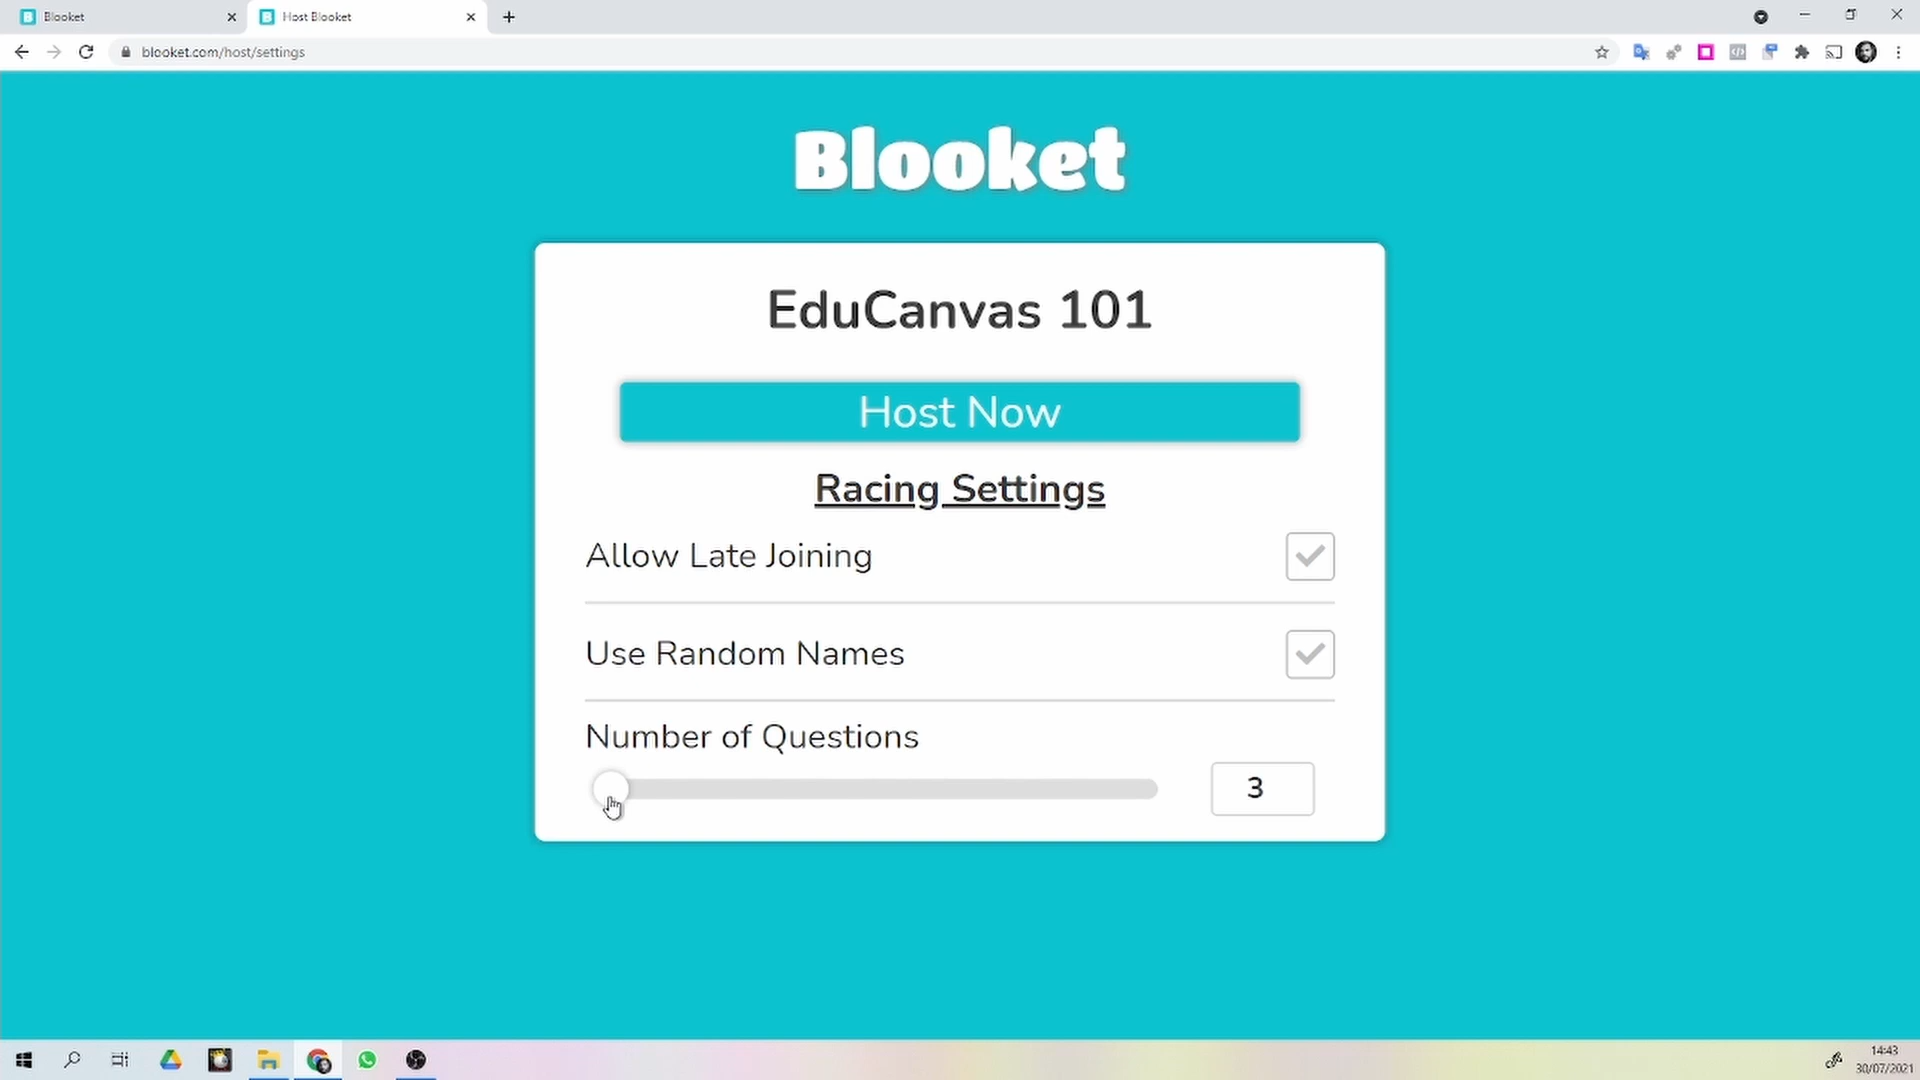 Blooket
Host Blooket
blooket.com/host/settings
Blooket
EduCanvas 101
Host Now
Racing Settings
Allow Late Joining
Use Random Names
Number of Questions
3
14:43
30/07/2021